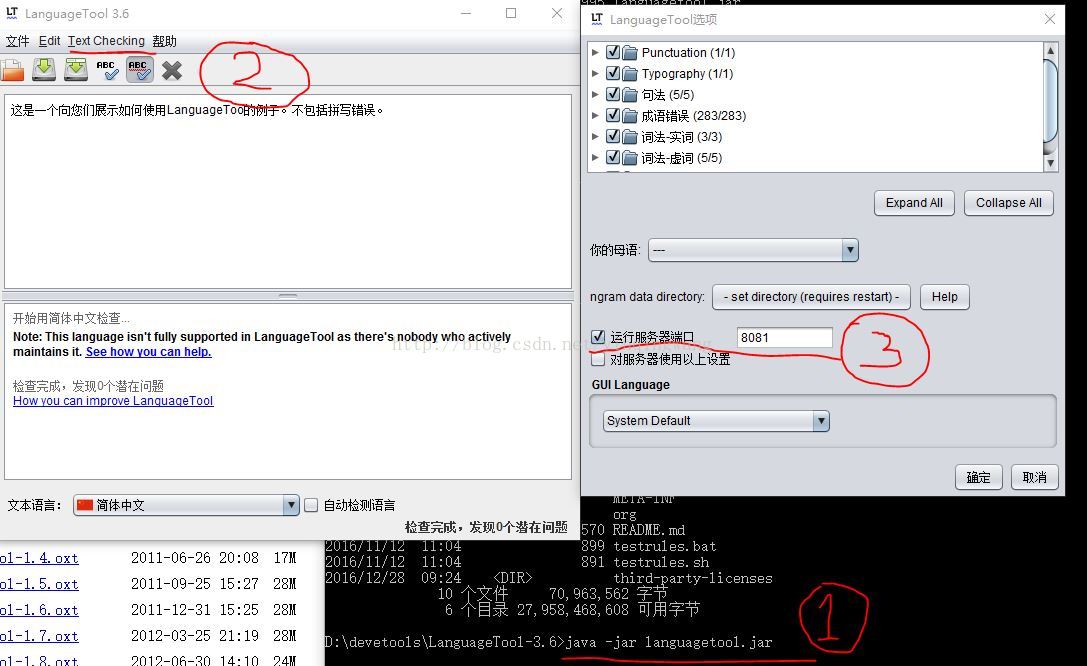 LanguageTool 3.6
文件 Edit Text Checking 帮助
ABC ABC
2
这是一个向您们展示如何使用LanguageToo的例子。不包括拼写错误。
开始用简体中文检查...
Note: This language isn't fully supported in LanguageTool as there's nobody who actively
maintains it. See how you can help.
检查完成，发现0个潜在问题
How you can improve LanguageTool
文本语言： 简体中文 自动检测语言
检查完成，发现0个潜在问题
LanguageTool选项
Punctuation (1/1)
Typography (1/1)
句法 (5/5)
成语错误 (283/283)
词法-实词 (3/3)
词法-虚词 (5/5)
Expand All Collapse All
你的母语: ---
ngram data directory: - set directory (requires restart) - Help
运行服务器端口 8081
3
http://blog.csdn.net/
对服务器使用以上设置
GUI Language
System Default
确定 取消
ol-1.4.oxt 2011-06-26 20:08 17M
ol-1.5.oxt 2011-09-25 15:27 28M
ol-1.6.oxt 2011-12-31 15:25 28M
ol-1.7.oxt 2012-03-25 21:19 28M
ol-1.8.oxt 2012-06-30 14:10 24M
995 languagetool.jar
META-INF
org
570 README.md
2016/11/12 11:04 899 testrules.bat
2016/11/12 11:04 891 testrules.sh
2016/12/28 09:24 <DIR> third-party-licenses
10 个文件 70,963,562 字节
6 个目录 27,958,468,608 可用字节
1
D:\devetools\LanguageTool-3.6>java -jar languagetool.jar